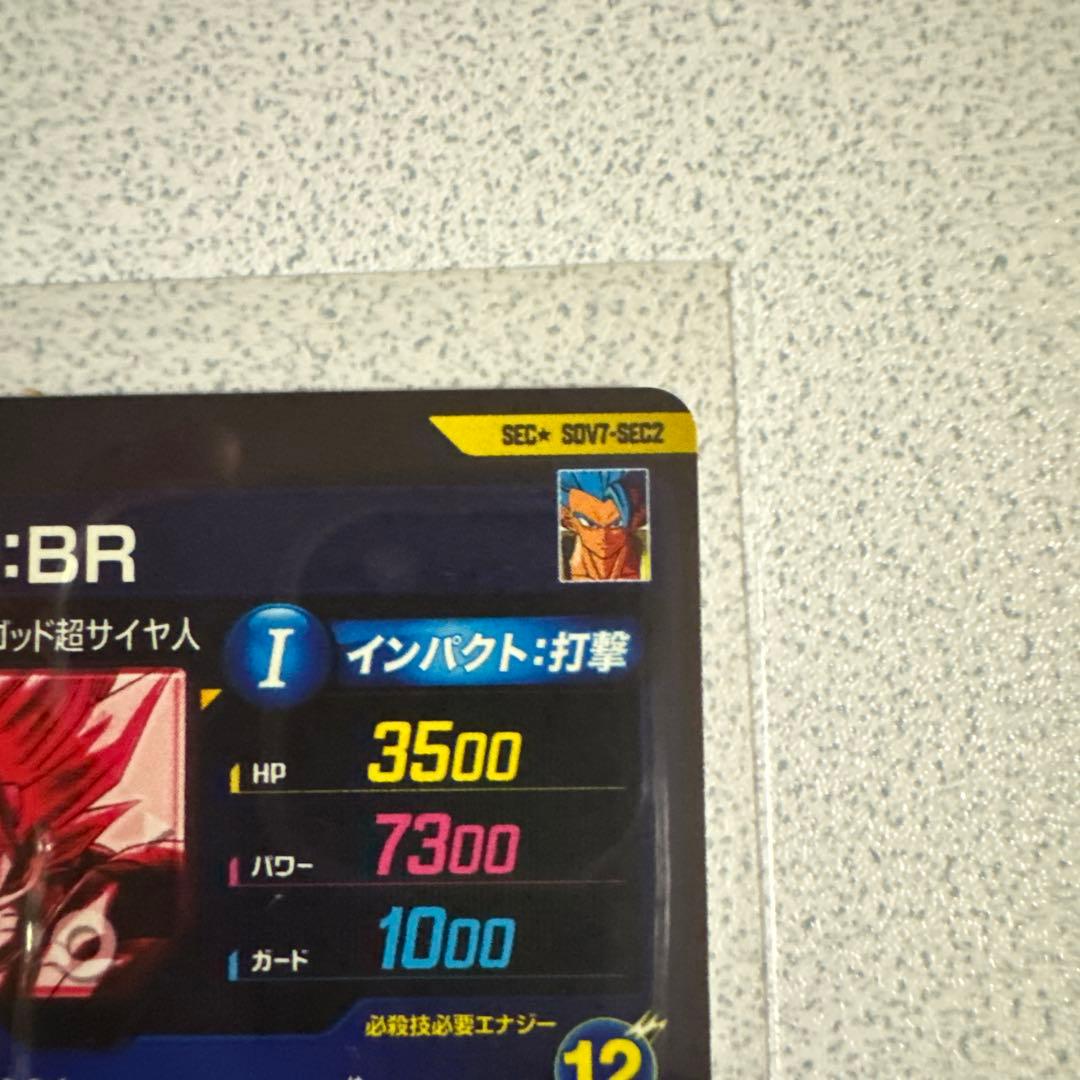 SEC★ SDV7-SEC2
:BR
ゴッド超サイヤ人
I インパクト:打撃
HP 3500
パワー 7300
ガード 1000
必殺技必要エナジー
12